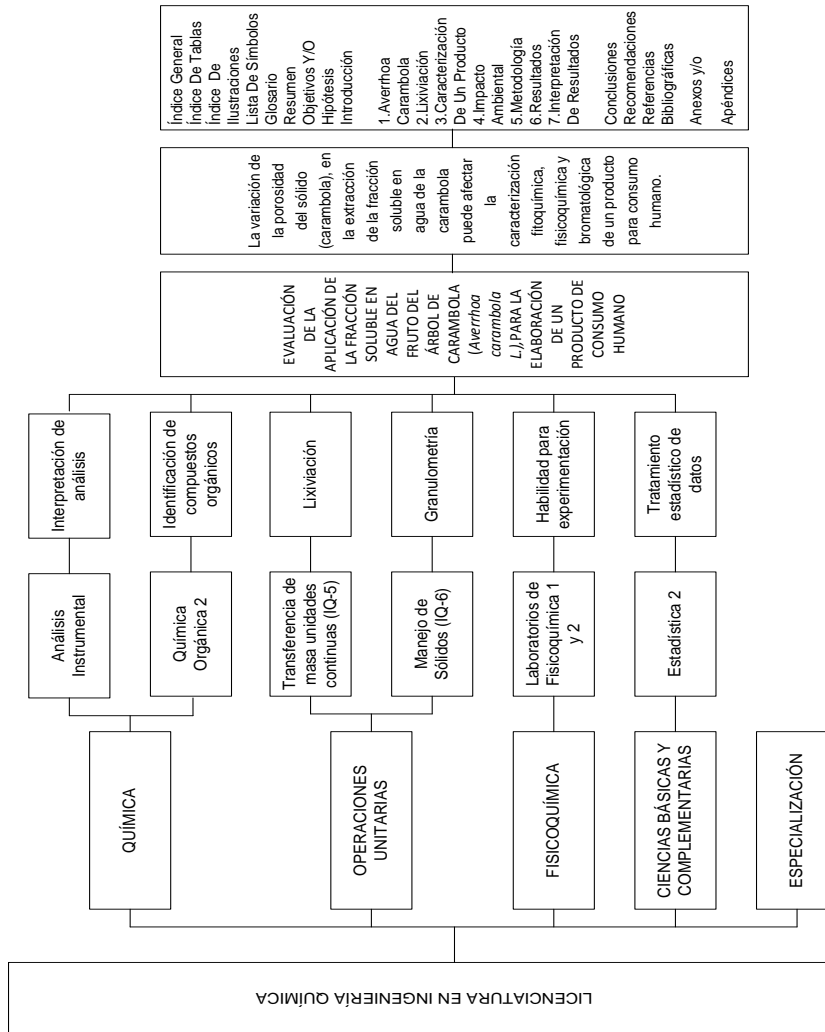 LICENCIATURA EN INGENIERÍA QUÍMICA
QUÍMICA
OPERACIONES
UNITARIAS
FISICOQUÍMICA
CIENCIAS BÁSICAS Y
COMPLEMENTARIAS
ESPECIALIZACIÓN
Análisis
Instrumental
Química
Orgánica 2
Transferencia de
masa unidades
continuas (IQ-5)
Manejo de
Sólidos (IQ-6)
Laboratorios de
Fisicoquímica 1
y 2
Estadística 2
Interpretación de
análisis
Identificación de
compuestos
orgánicos
Lixiviación
Granulometría
Habilidad para
experimentación
Tratamiento
estadístico de
datos
EVALUACIÓN
DE LA
APLICACIÓN DE
LA FRACCIÓN
SOLUBLE EN
AGUA DEL
FRUTO DEL
ÁRBOL DE
CARAMBOLA
(Averrhoa
carambola
L.),PARA LA
ELABORACIÓN
DE UN
PRODUCTO DE
CONSUMO
HUMANO
La variación de
la porosidad
del sólido
(carambola), en
la extracción
de la fracción
soluble en
agua de la
carambola
puede afectar
la
caracterización
fitoquímica,
fisicoquímica y
bromatológica
de un producto
para consumo
humano.
Índice General
Índice De Tablas
Índice De
Ilustraciones
Lista De Símbolos
Glosario
Resumen
Objetivos Y/O
Hipótesis
Introducción
1.Averrhoa
Carambola
2.Lixiviación
3.Caracterización
De Un Producto
4.Impacto
Ambiental
5.Metodología
6.Resultados
7.Interpretación
De Resultados
Conclusiones
Recomendaciones
Referencias
Bibliográficas
Anexos y/o
Apéndices